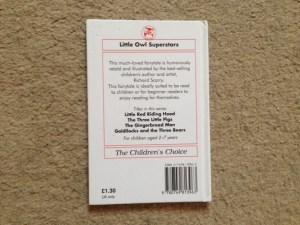 Little Owl Superstars
This much-loved fairytale is humorously
retold and illustrated by the best-selling
children's author and artist,
Richard Scarry.
This fairytale is ideally suited to be read
to children or for beginner readers to
enjoy reading for themselves.
Titles in this series
Little Red Riding Hood
The Three Little Pigs
The Gingerbread Man
Goldilocks and the Three Bears
For children aged 2-7 years
The Children's Choice
£1.30
UK only